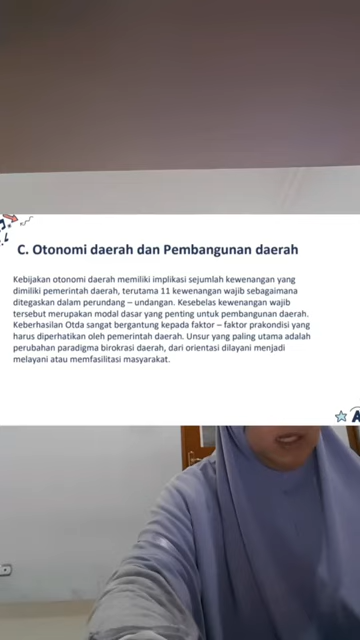 C. Otonomi daerah dan Pembangunan daerah
Kebijakan otonomi daerah memiliki implikasi sejumlah kewenangan yang
dimiliki pemerintah daerah, terutama 11 kewenangan wajib sebagaimana
ditegaskan dalam perundang – undangan. Kesebelas kewenangan wajib
tersebut merupakan modal dasar yang penting untuk pembangunan daerah.
Keberhasilan Otda sangat bergantung kepada faktor – faktor prakondisi yang
harus diperhatikan oleh pemerintah daerah. Unsur yang paling utama adalah
perubahan paradigma birokrasi daerah, dari orientasi dilayani menjadi
melayani atau memfasilitasi masyarakat.